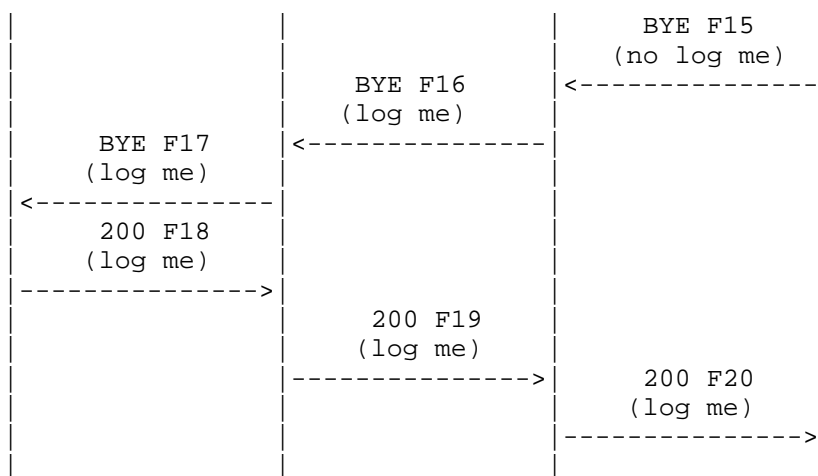 BYE F15
(no log me)
BYE F16
(log me)
BYE F17
(log me)
200 F18
(log me)
200 F19
(log me)
200 F20
(log me)